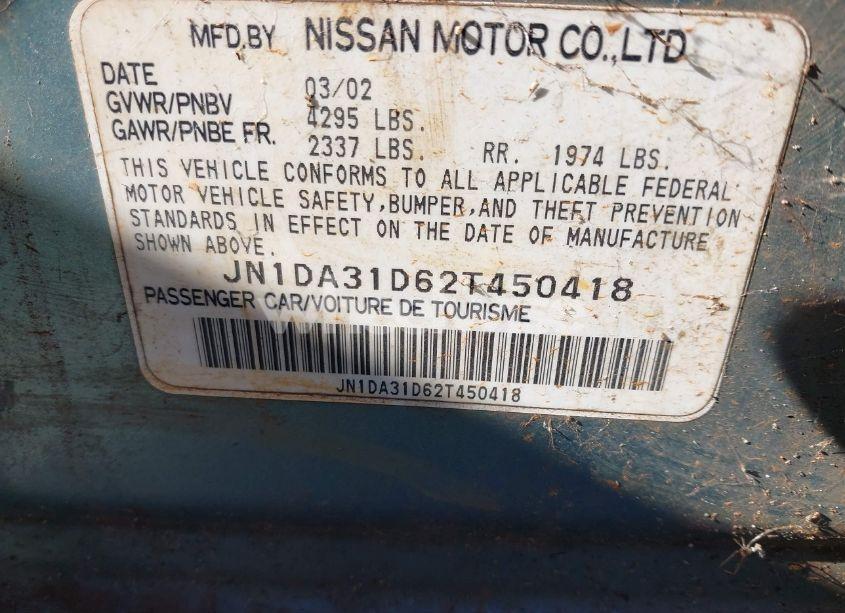 MFD.BY NISSAN MOTOR CO.,LTD
DATE 03/02
GVWR/PNBV 4295 LBS.
GAWR/PNBE FR. 2337 LBS. RR. 1974 LBS.
THIS VEHICLE CONFORMS TO ALL APPLICABLE FEDERAL
MOTOR VEHICLE SAFETY,BUMPER,AND THEFT PREVENTION
STANDARDS IN EFFECT ON THE DATE OF MANUFACTURE
SHOWN ABOVE.
JN1DA31D62T450418
PASSENGER CAR/VOITURE DE TOURISME
JN1DA31D62T450418